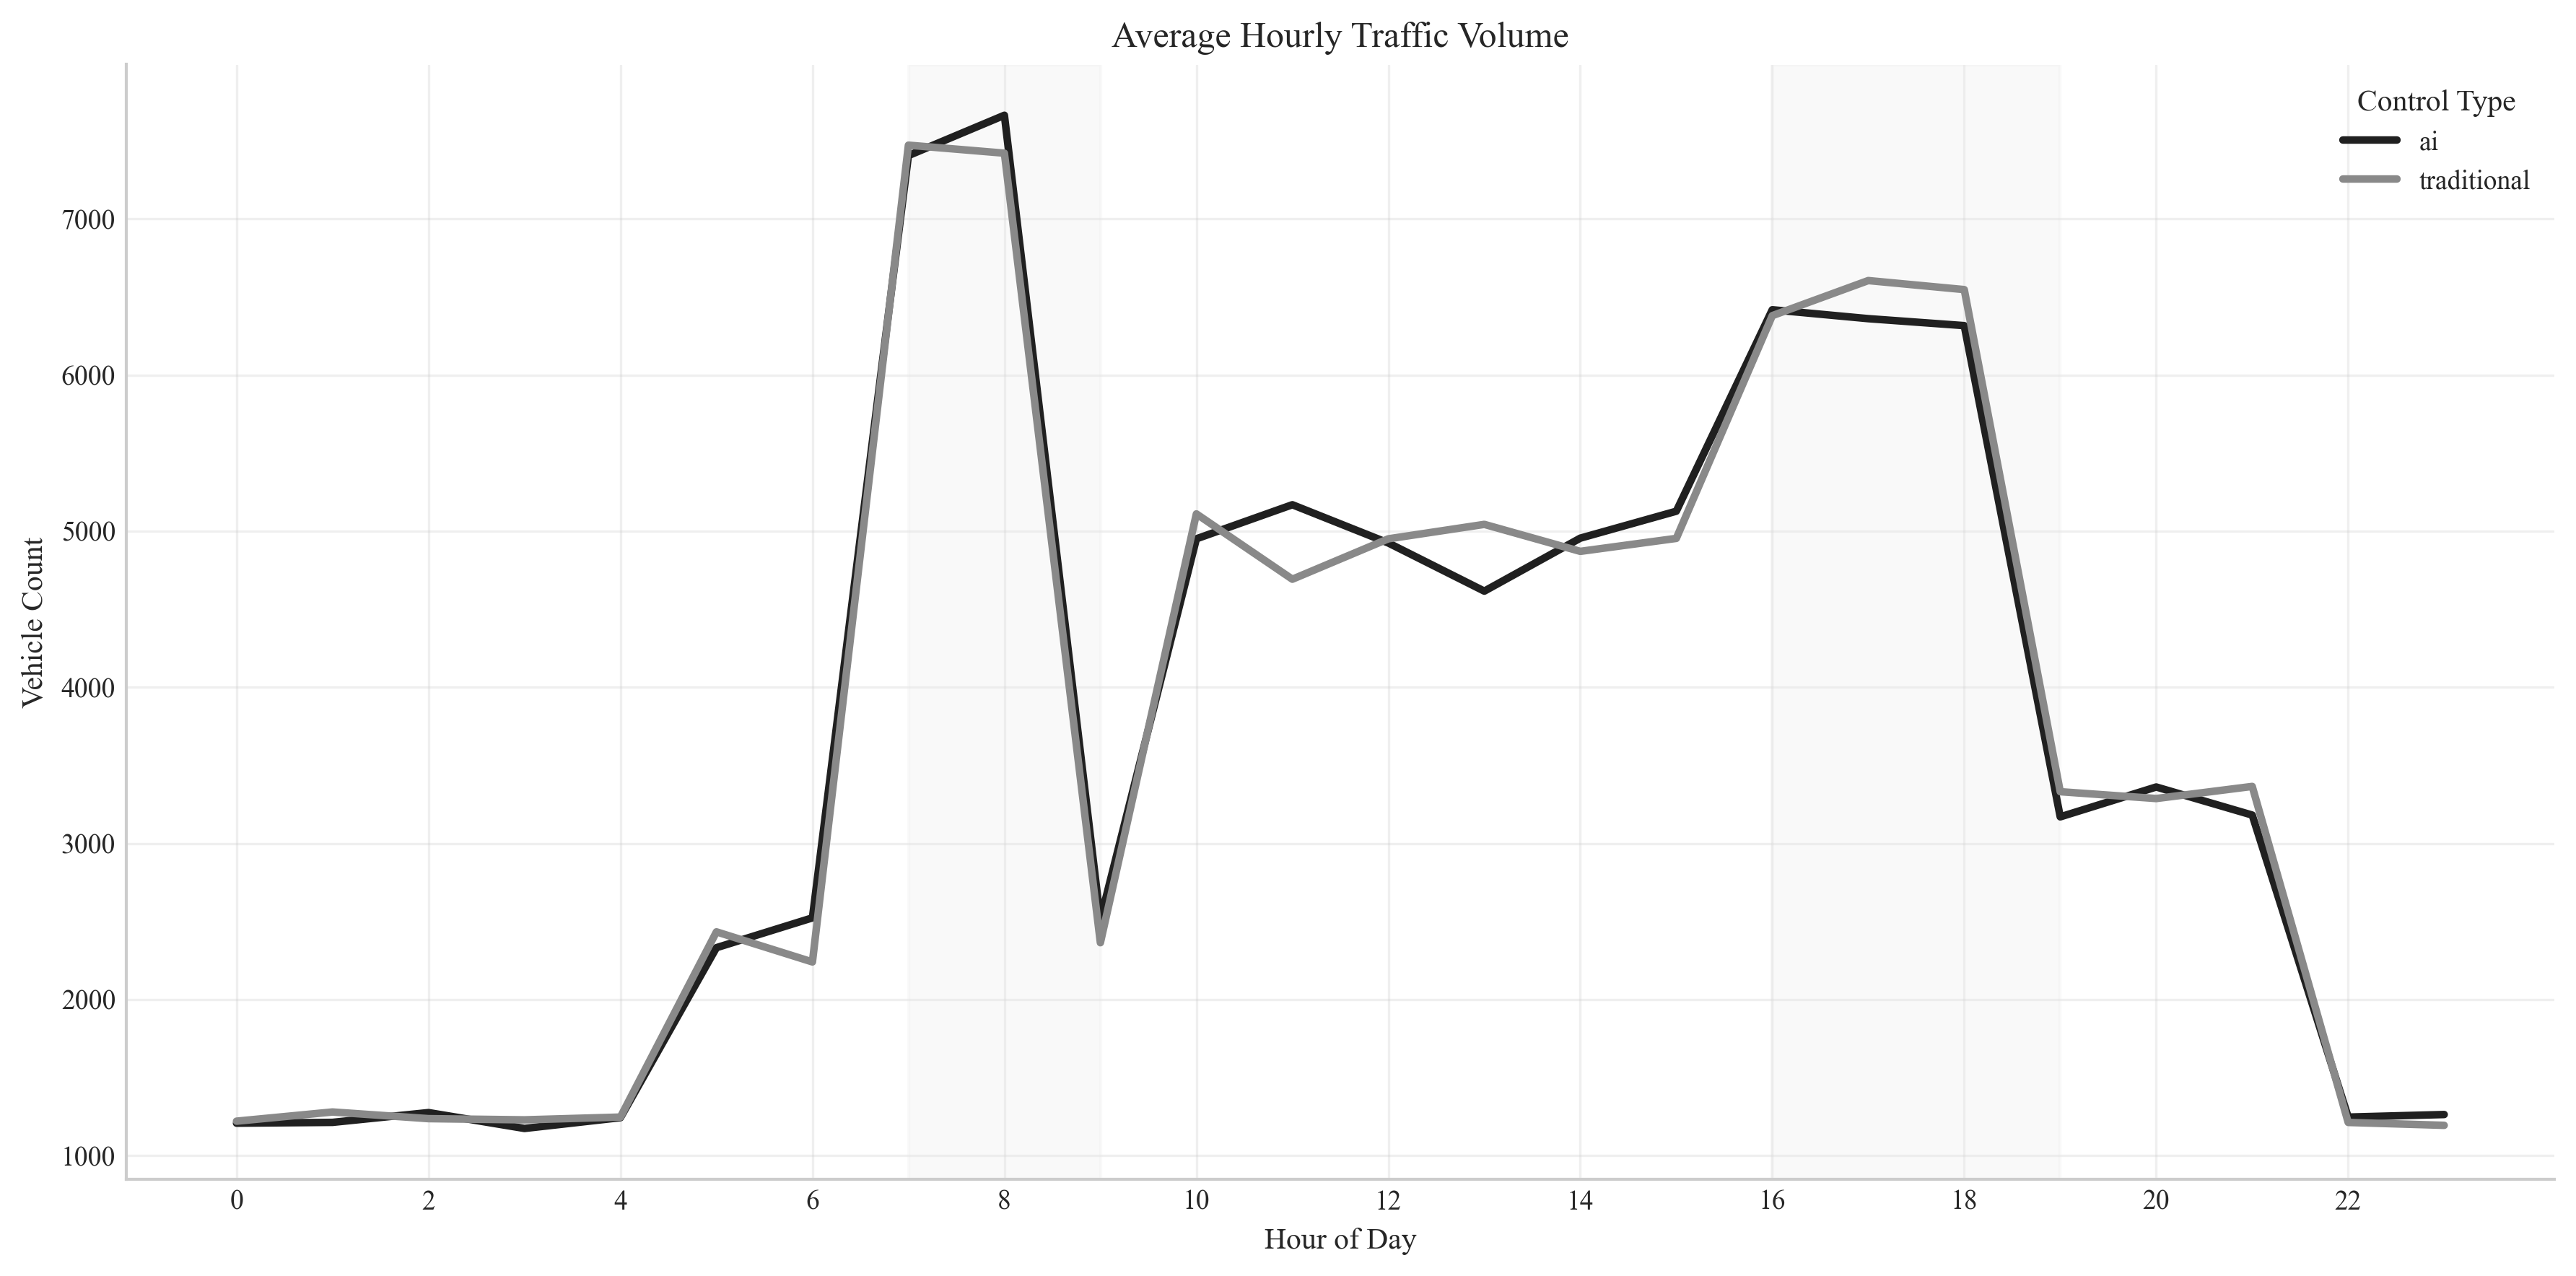 Average Hourly Traffic Volume
Control Type
ai
traditional
Vehicle Count
7000
6000
5000
4000
3000
2000
1000
0 2 4 6 8 10 12 14 16 18 20 22
Hour of Day